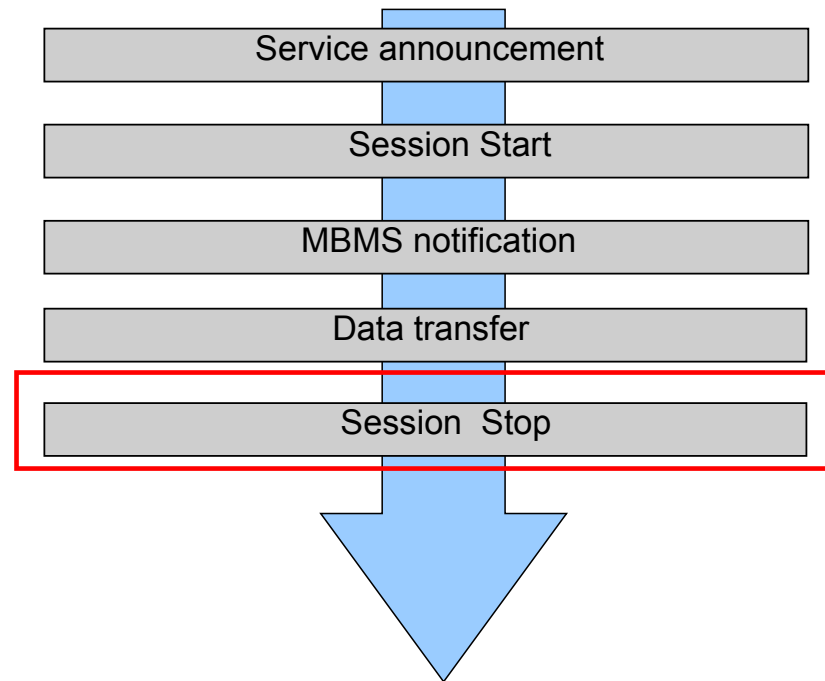 Service announcement
Session Start
MBMS notification
Data transfer
Session Stop